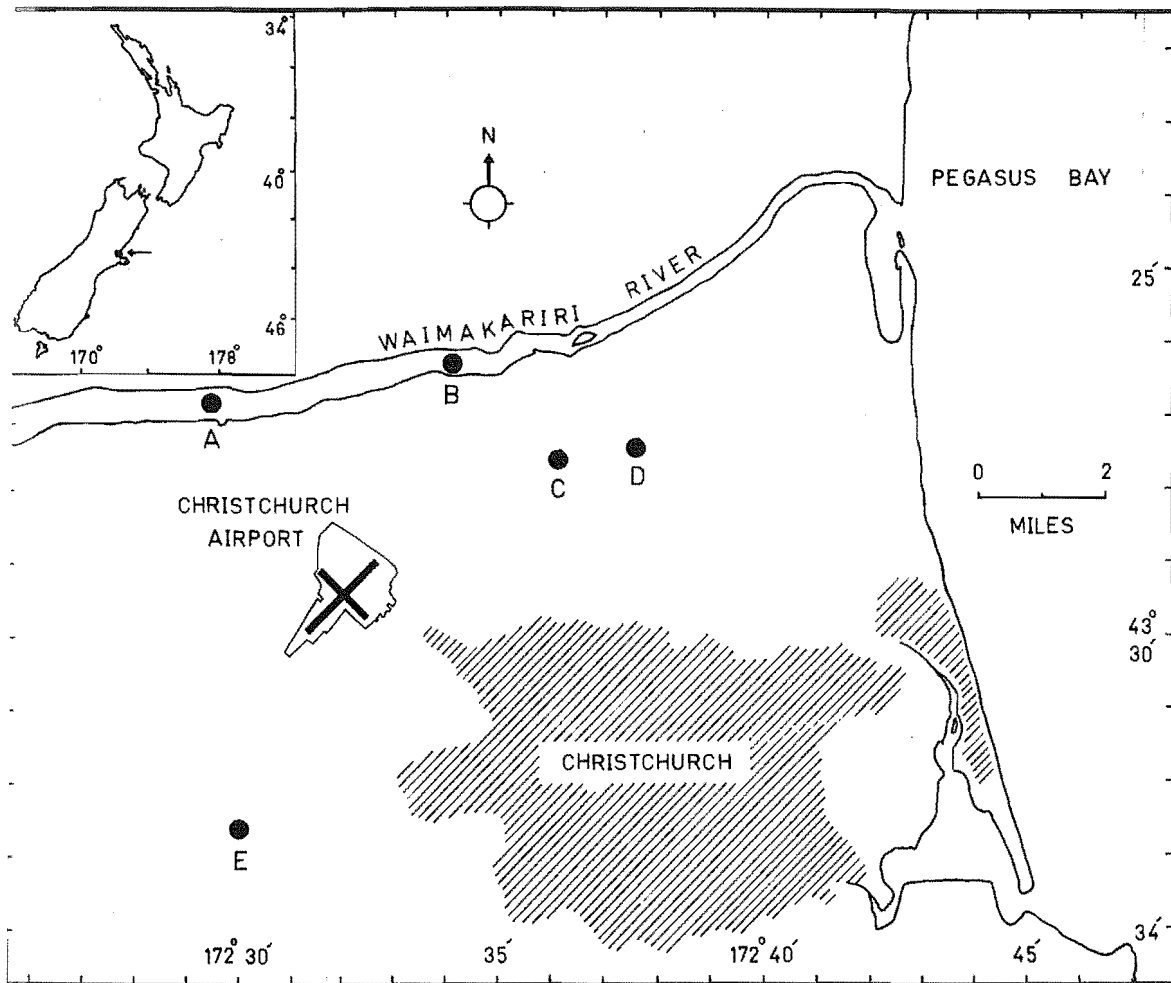 34°
40°
46°
170°
178°
N
PEGASUS BAY
WAIMAKARIRI RIVER
25′
A
B
C
D
CHRISTCHURCH
AIRPORT
0 2
MILES
43°
30′
CHRISTCHURCH
E
34′
172° 30′
35′
172° 40′
45′